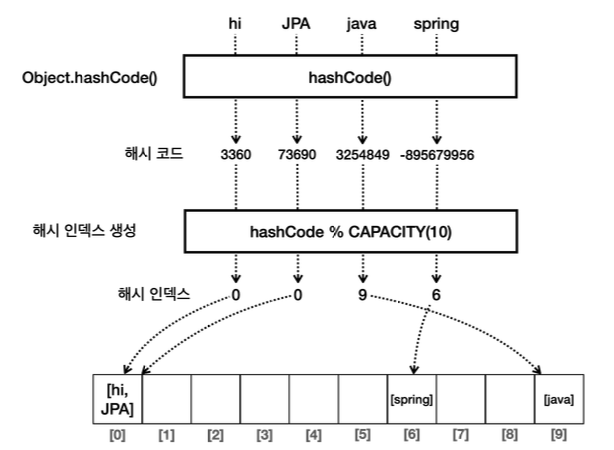 hi JPA java spring
Object.hashCode() hashCode()
해시 코드 3360 73690 3254849 -895679956
해시 인덱스 생성 hashCode % CAPACITY(10)
해시 인덱스 0 0 9 6
[hi,
JPA] [spring] [java]
[0] [1] [2] [3] [4] [5] [6] [7] [8] [9]